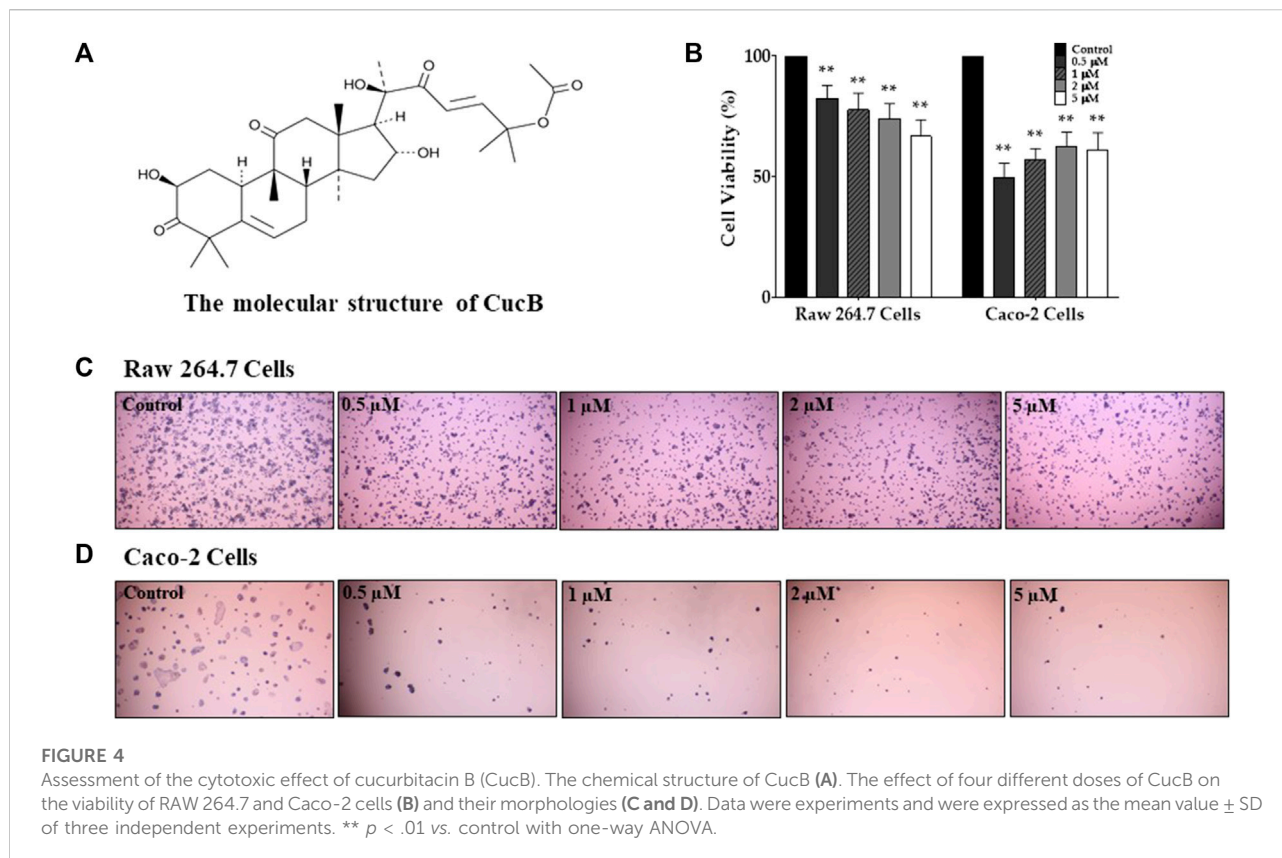 A
HO
O
O
H
HO
O
H
H
OH
O
O
O
The molecular structure of CucB
B
Cell Viability (%)
100
50
0
**
**
**
**
**
**
**
**
Control
0.5 µM
1 µM
2 µM
5 µM
Raw 264.7 Cells
Caco-2 Cells
C Raw 264.7 Cells
Control
0.5 µM
1 µM
2 µM
5 µM
D Caco-2 Cells
Control
0.5 µM
1 µM
2 µM
5 µM
FIGURE 4
Assessment of the cytotoxic effect of cucurbitacin B (CucB). The chemical structure of CucB (A). The effect of four different doses of CucB on
the viability of RAW 264.7 and Caco-2 cells (B) and their morphologies (C and D). Data were experiments and were expressed as the mean value ± SD
of three independent experiments. ** p < .01 vs. control with one-way ANOVA.